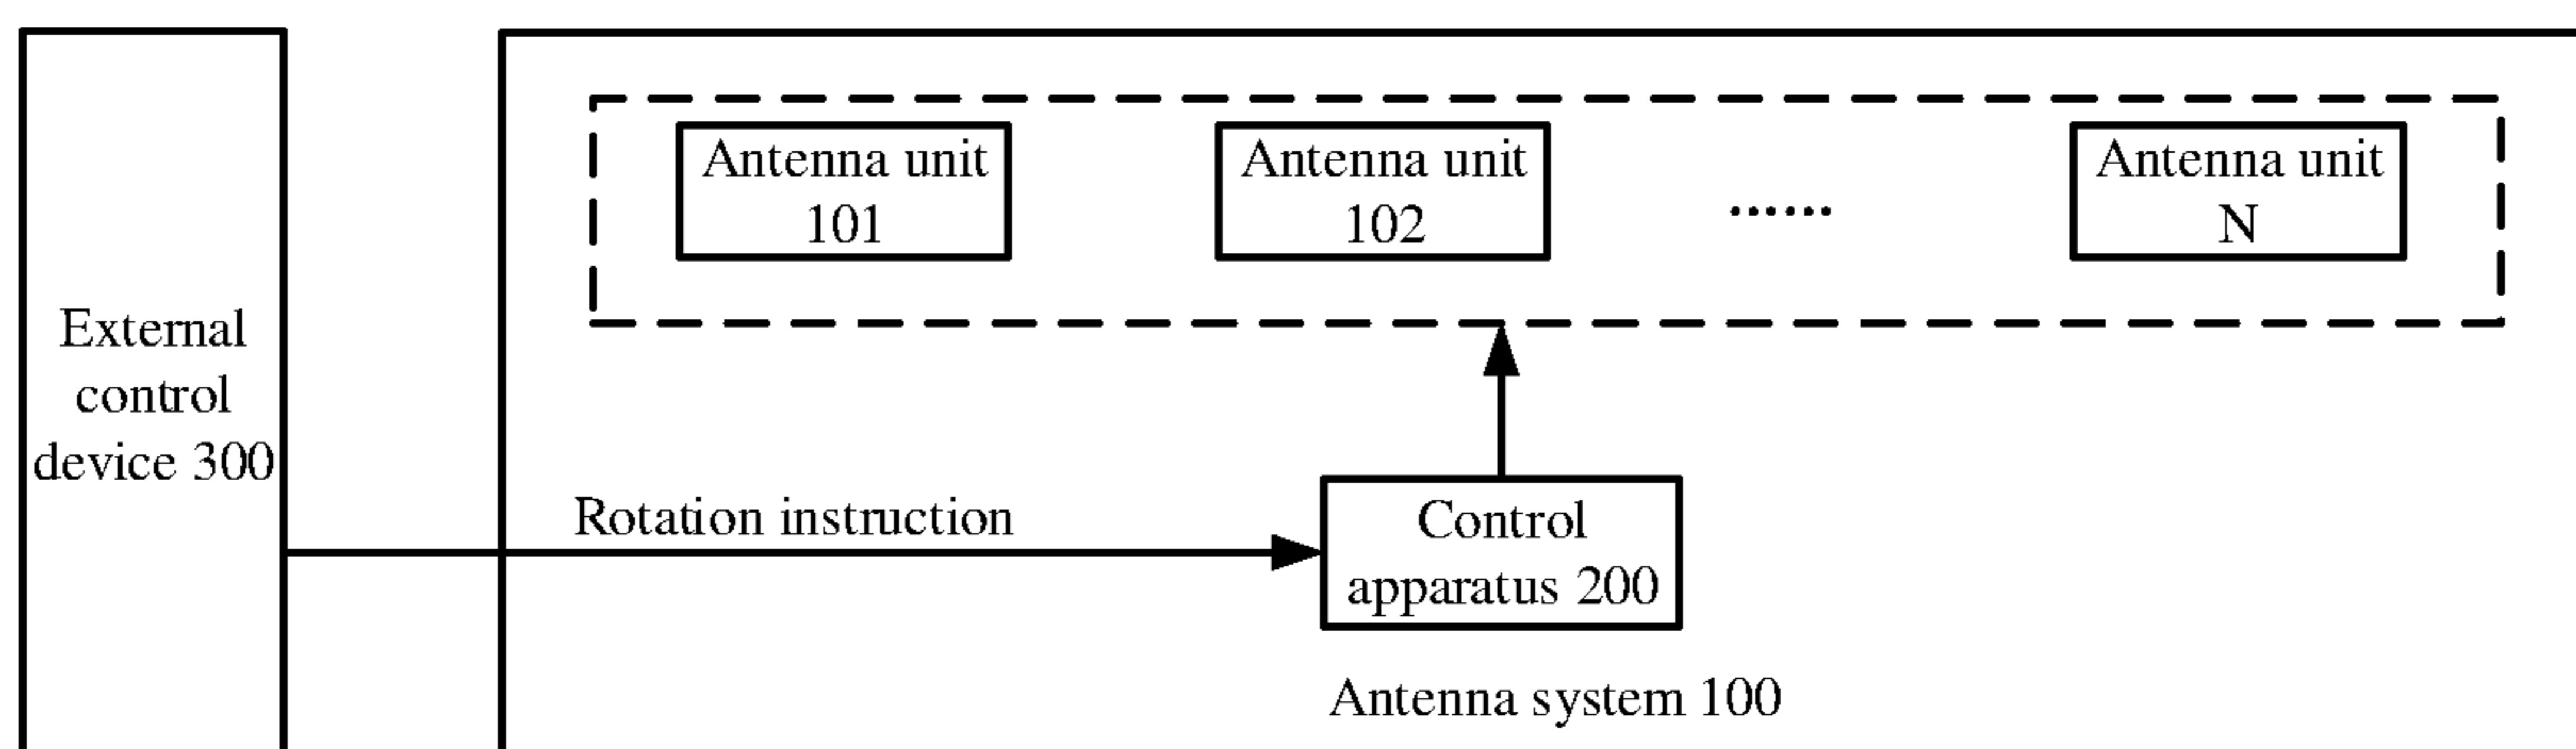 Antenna unit
101
Antenna unit
102
......
Antenna unit
N
External
control
device 300
Rotation instruction
Control
apparatus 200
Antenna system 100